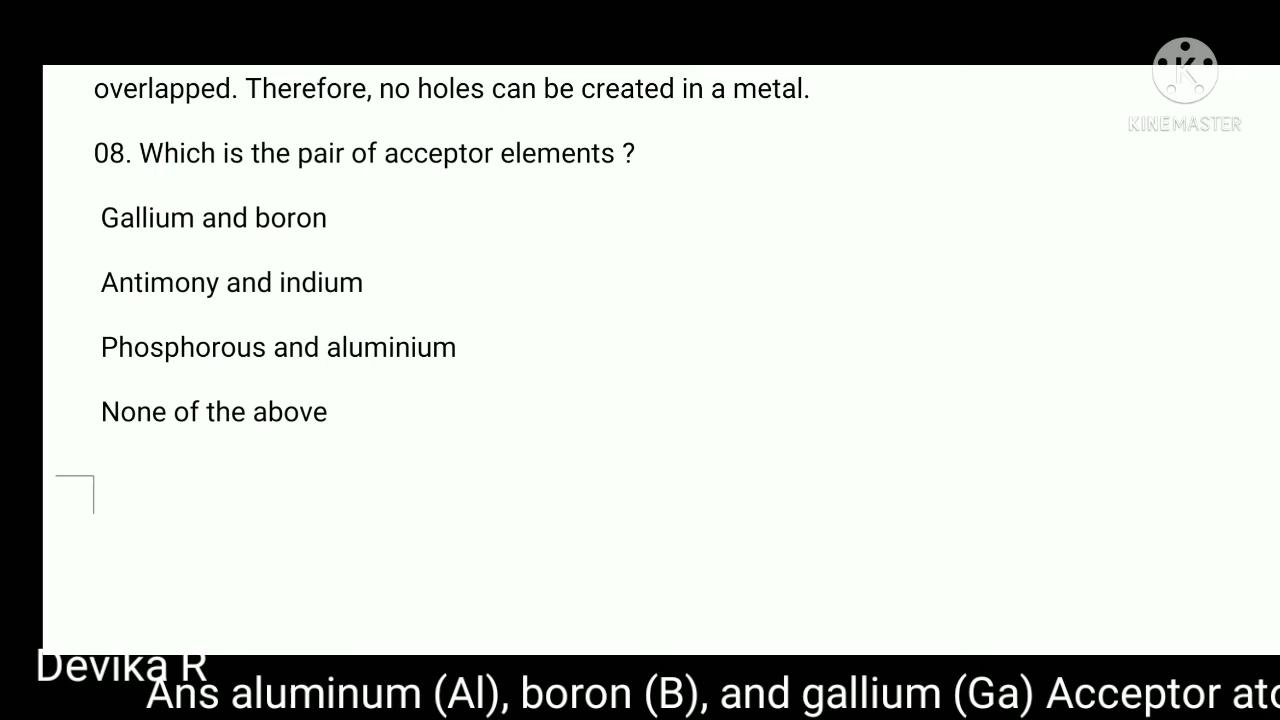 overlapped. Therefore, no holes can be created in a metal.
KINEMASTER
08. Which is the pair of acceptor elements ?
Gallium and boron
Antimony and indium
Phosphorous and aluminium
None of the above
Devika R
Ans aluminum (Al), boron (B), and gallium (Ga) Acceptor